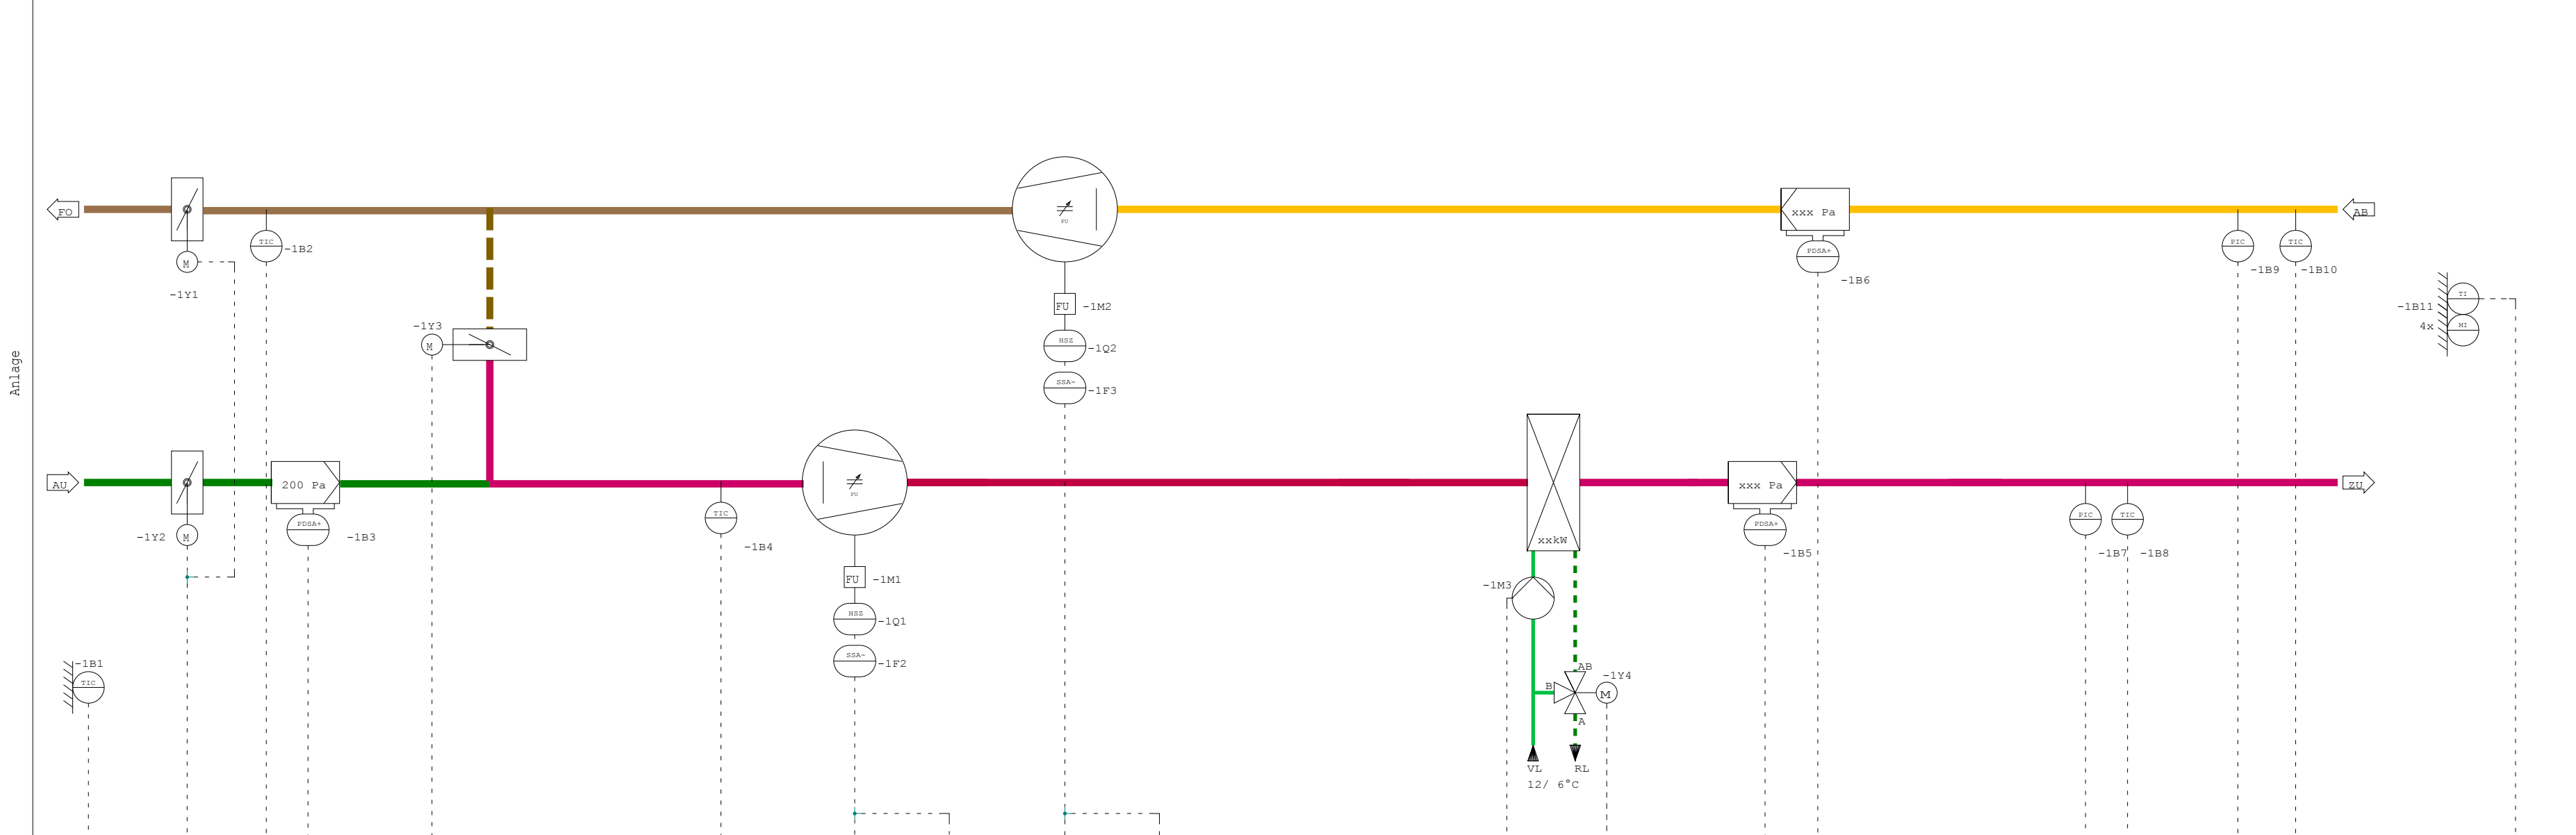 Anlage
FO
M
-1Y1
TIC
-1B2
-1Y3
M
FU
FU
-1M2
HSZ
-1Q2
SSA-
-1F3
xxx Pa
PDSA+
-1B6
AB
PIC
-1B9
TIC
-1B10
-1B11
4x
TI
MI
AU
-1Y2
M
200 Pa
PDSA+
-1B3
TIC
-1B4
FU
FU
-1M1
HSZ
-1Q1
SSA-
-1F2
xxkW
-1M3
AB
B
A
M
-1Y4
VL
RL
12/ 6°C
xxx Pa
PDSA+
-1B5
PIC
-1B7
TIC
-1B8
ZU
-1B1
TIC